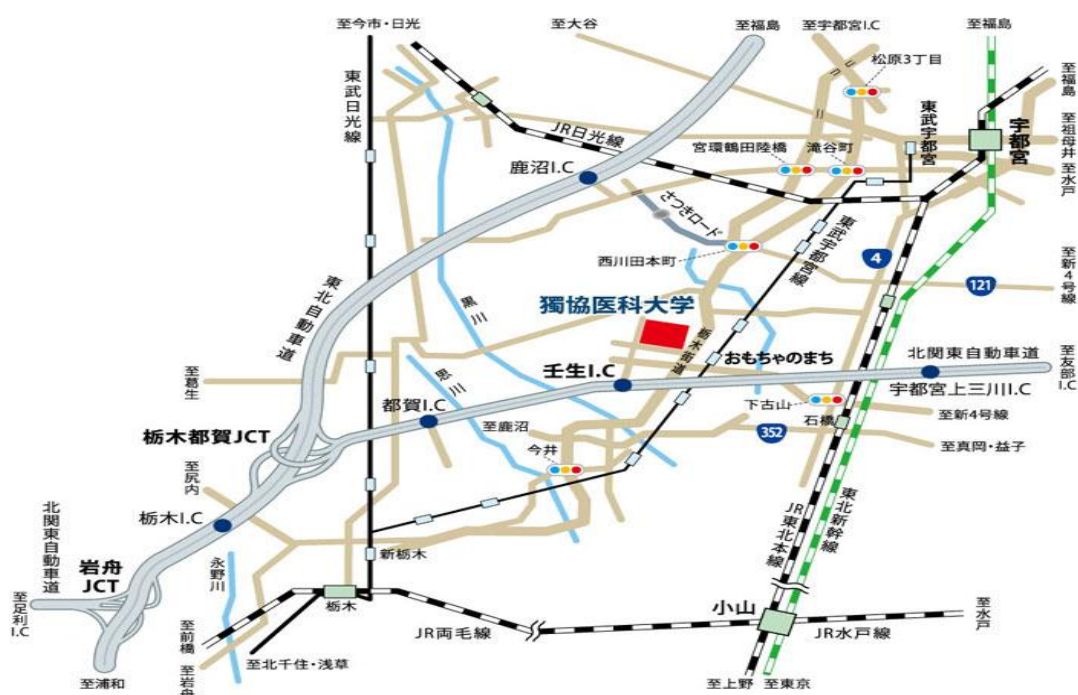 至今市・日光
至大谷
至福島
至宇都宮I.C
至福島
松原3丁目
至福島
東武日光線
JR日光線
宮環鶴田陸橋
滝谷町
東武宇都宮
宇都宮
至祖母井
至水戸
鹿沼I.C
さつきロード
東武宇都宮線
西川田本町
4
121
至新4号線
東北自動車道
黒川
獨協医科大学
栃木街道
おもちゃのまち
北関東自動車道
至友部I.C
至葛生
思川
壬生I.C
宇都宮上三川I.C
都賀I.C
下古山
石橋
至新4号線
栃木都賀JCT
至鹿沼
352
至真岡・益子
今井
至尻内
栃木I.C
北関東自動車道
岩舟
JCT
永野川
新栃木
JR東北本線
東北新幹線
至足利I.C
栃木
小山
至水戸
至前橋
JR両毛線
JR水戸線
至岩舟
至北千住・浅草
至浦和
至上野
至東京